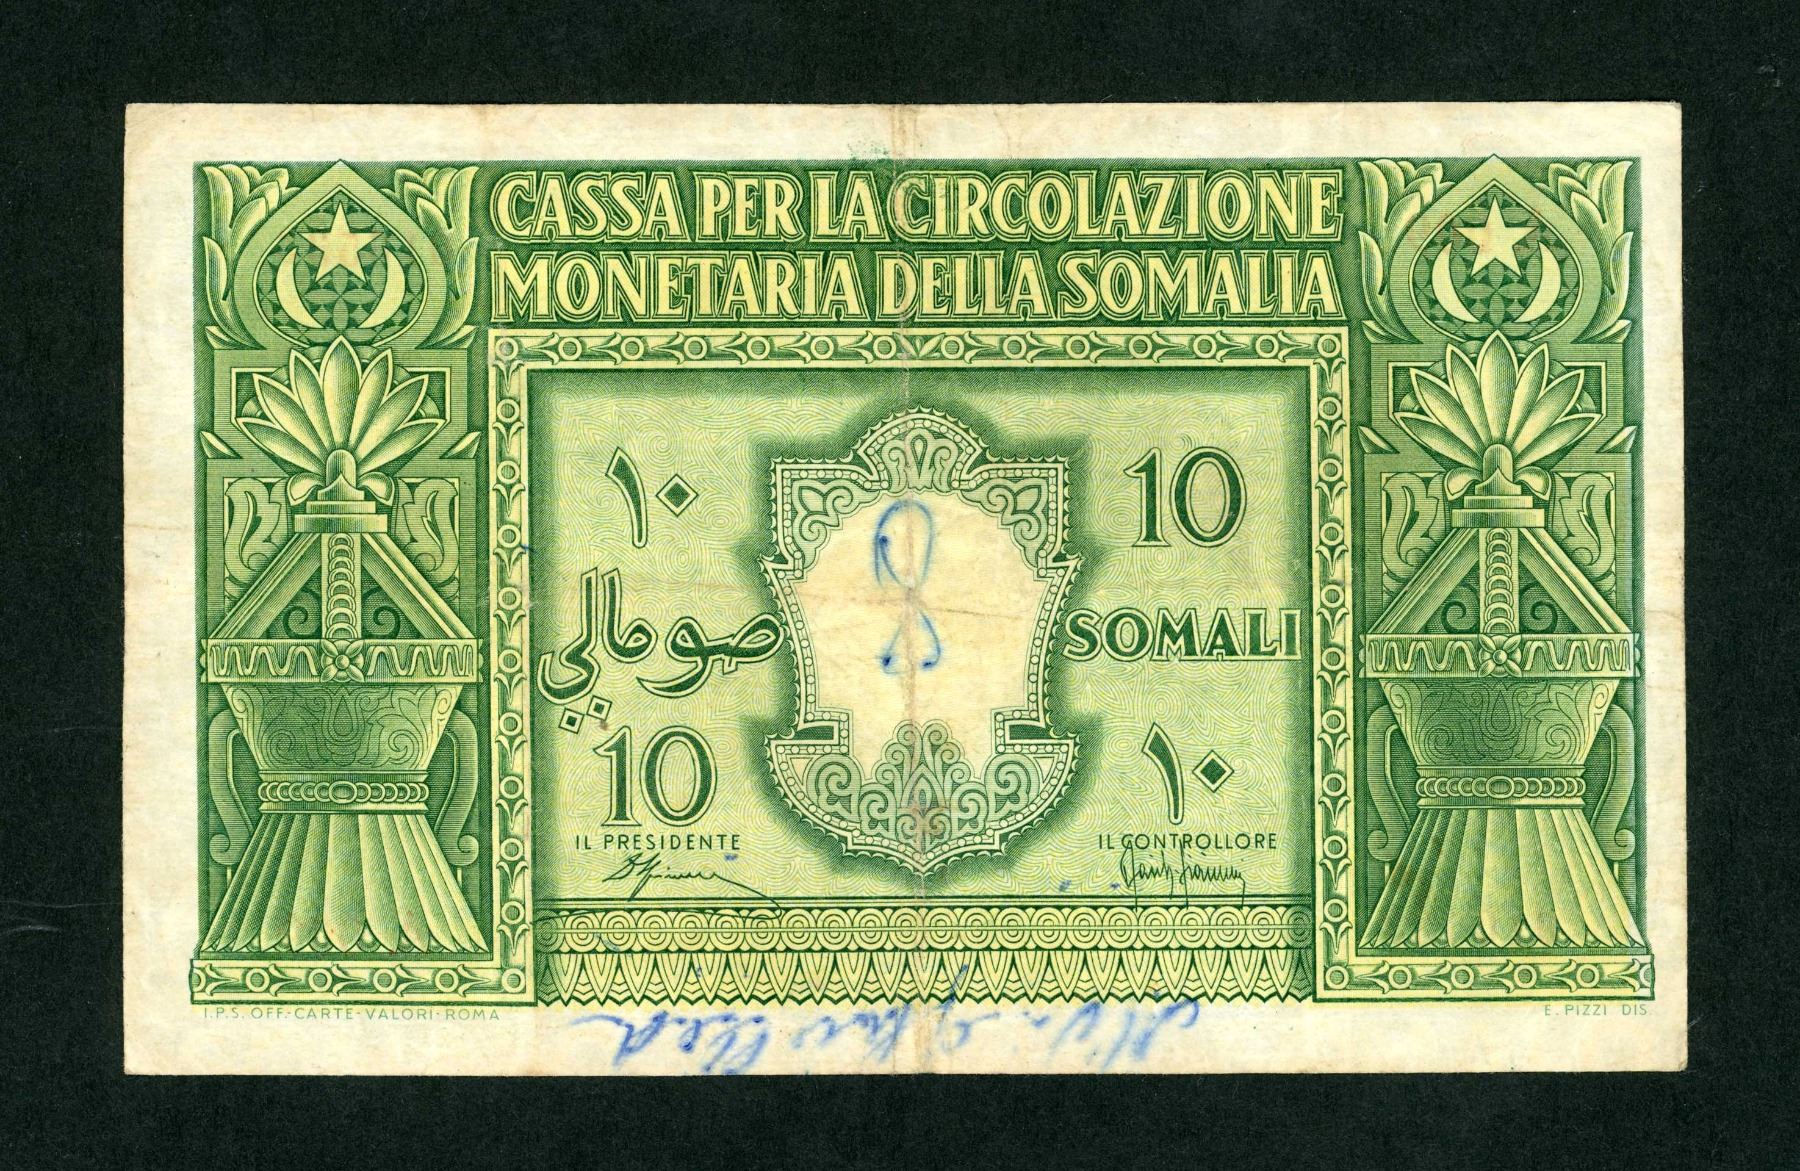 CASSA PER LA CIRCOLAZIONE
MONETARIA DELLA SOMALIA
١٠
10
صومالي
SOMALI
10
١٠
IL PRESIDENTE
IL CONTROLLORE
I.P.S. OFF.-CARTE-VALORI-ROMA
E. PIZZI DIS.